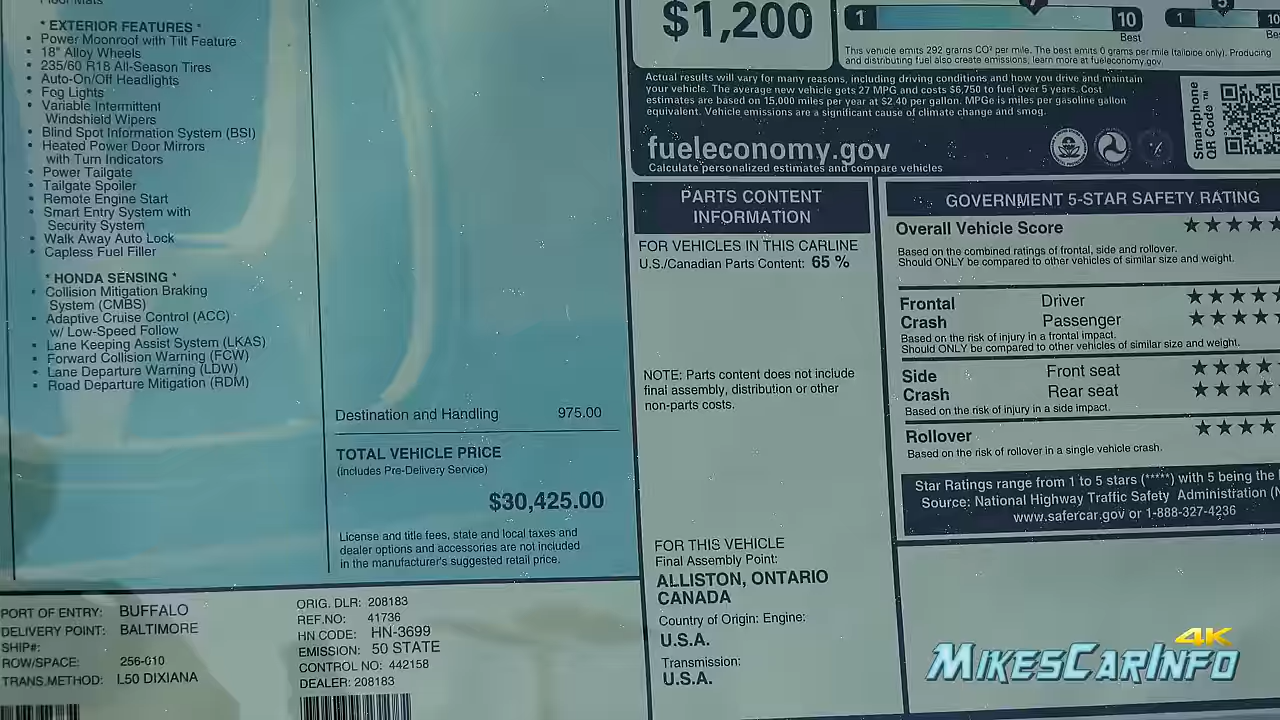 Floor Mats
* EXTERIOR FEATURES *
• Power Moonroof with Tilt Feature
• 18" Alloy Wheels
• 235/60 R18 All-Season Tires
• Auto-On/Off Headlights
• Fog Lights
• Variable Intermittent
Windshield Wipers
• Blind Spot Information System (BSI)
• Heated Power Door Mirrors
with Turn Indicators
• Power Tailgate
• Tailgate Spoiler
• Remote Engine Start
• Smart Entry System with
Security System
• Walk Away Auto Lock
• Capless Fuel Filler
* HONDA SENSING *
• Collision Mitigation Braking
System (CMBS)
• Adaptive Cruise Control (ACC)
w/ Low-Speed Follow
• Lane Keeping Assist System (LKAS)
• Forward Collision Warning (FCW)
• Lane Departure Warning (LDW)
• Road Departure Mitigation (RDM)
Destination and Handling 975.00
TOTAL VEHICLE PRICE
(includes Pre-Delivery Service)
$30,425.00
License and title fees, state and local taxes and
dealer options and accessories are not included
in the manufacturer's suggested retail price.
PORT OF ENTRY: BUFFALO
DELIVERY POINT: BALTIMORE
SHIP#:
ROW/SPACE: 256-010
TRANS.METHOD: L50 DIXIANA
ORIG. DLR: 208183
REF.NO: 41736
HN CODE: HN-3699
EMISSION: 50 STATE
CONTROL NO: 442158
DEALER: 208183
$1,200
1 7 10
Best
1 5 10
This vehicle emits 292 grams CO² per mile. The best emits 0 grams per mile (tailpipe only). Producing
and distributing fuel also create emissions; learn more at fueleconomy.gov.
Actual results will vary for many reasons, including driving conditions and how you drive and maintain
your vehicle. The average new vehicle gets 27 MPG and costs $6,750 to fuel over 5 years. Cost
estimates are based on 15,000 miles per year at $2.40 per gallon. MPGe is miles per gasoline gallon
equivalent. Vehicle emissions are a significant cause of climate change and smog.
fueleconomy.gov
Calculate personalized estimates and compare vehicles
Smartphone
QR Code ™
PARTS CONTENT
INFORMATION
FOR VEHICLES IN THIS CARLINE
U.S./Canadian Parts Content: 65 %
NOTE: Parts content does not include
final assembly, distribution or other
non-parts costs.
FOR THIS VEHICLE
Final Assembly Point:
ALLISTON, ONTARIO
CANADA
Country of Origin: Engine:
U.S.A.
Transmission:
U.S.A.
GOVERNMENT 5-STAR SAFETY RATING
Overall Vehicle Score ★★★★★
Based on the combined ratings of frontal, side and rollover.
Should ONLY be compared to other vehicles of similar size and weight.
Frontal Driver ★★★★★
Crash Passenger ★★★★★
Based on the risk of injury in a frontal impact.
Should ONLY be compared to other vehicles of similar size and weight.
Side Front seat ★★★★
Crash Rear seat ★★★★
Based on the risk of injury in a side impact.
Rollover ★★★★
Based on the risk of rollover in a single vehicle crash.
Star Ratings range from 1 to 5 stars (*****) with 5 being the
Source: National Highway Traffic Safety Administration
www.safercar.gov or 1-888-327-4236
4K
MIKESCARINFO